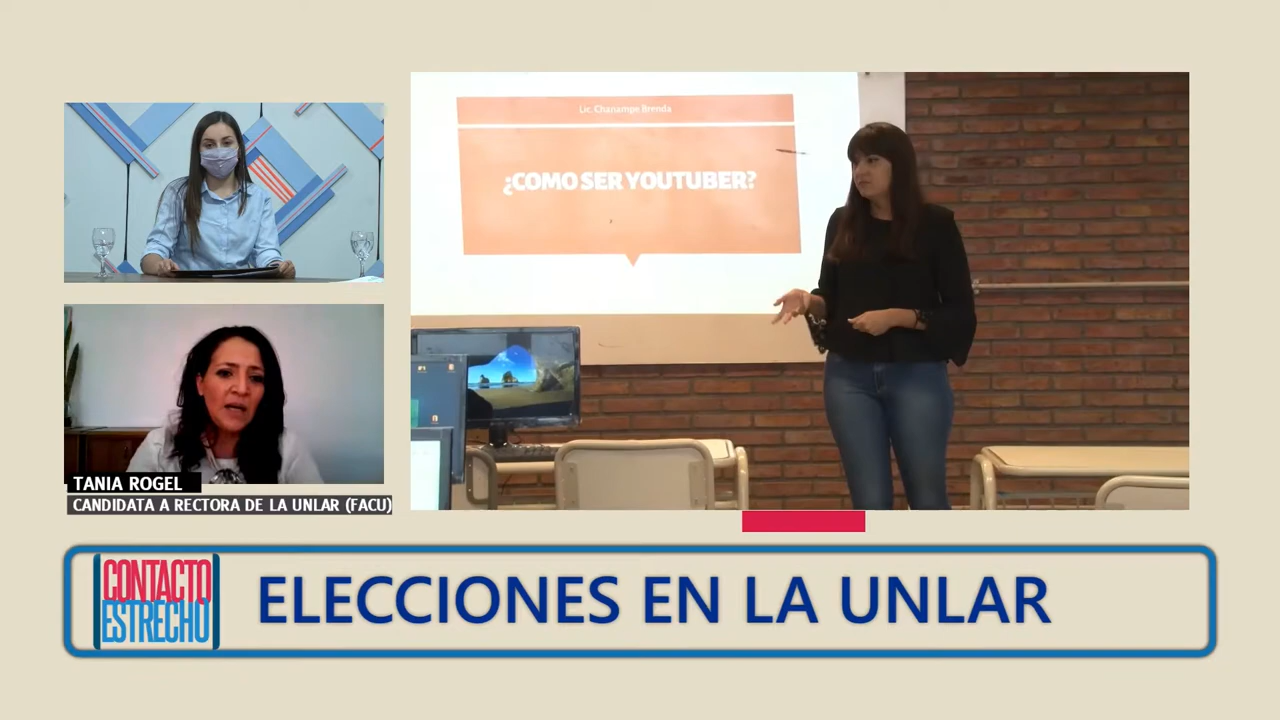 Lic. Chanampe Brenda
¿COMO SER YOUTUBER?
TANIA ROGEL
CANDIDATA A RECTORA DE LA UNLAR (FACU)
CONTACTO
ESTRECHO
ELECCIONES EN LA UNLAR